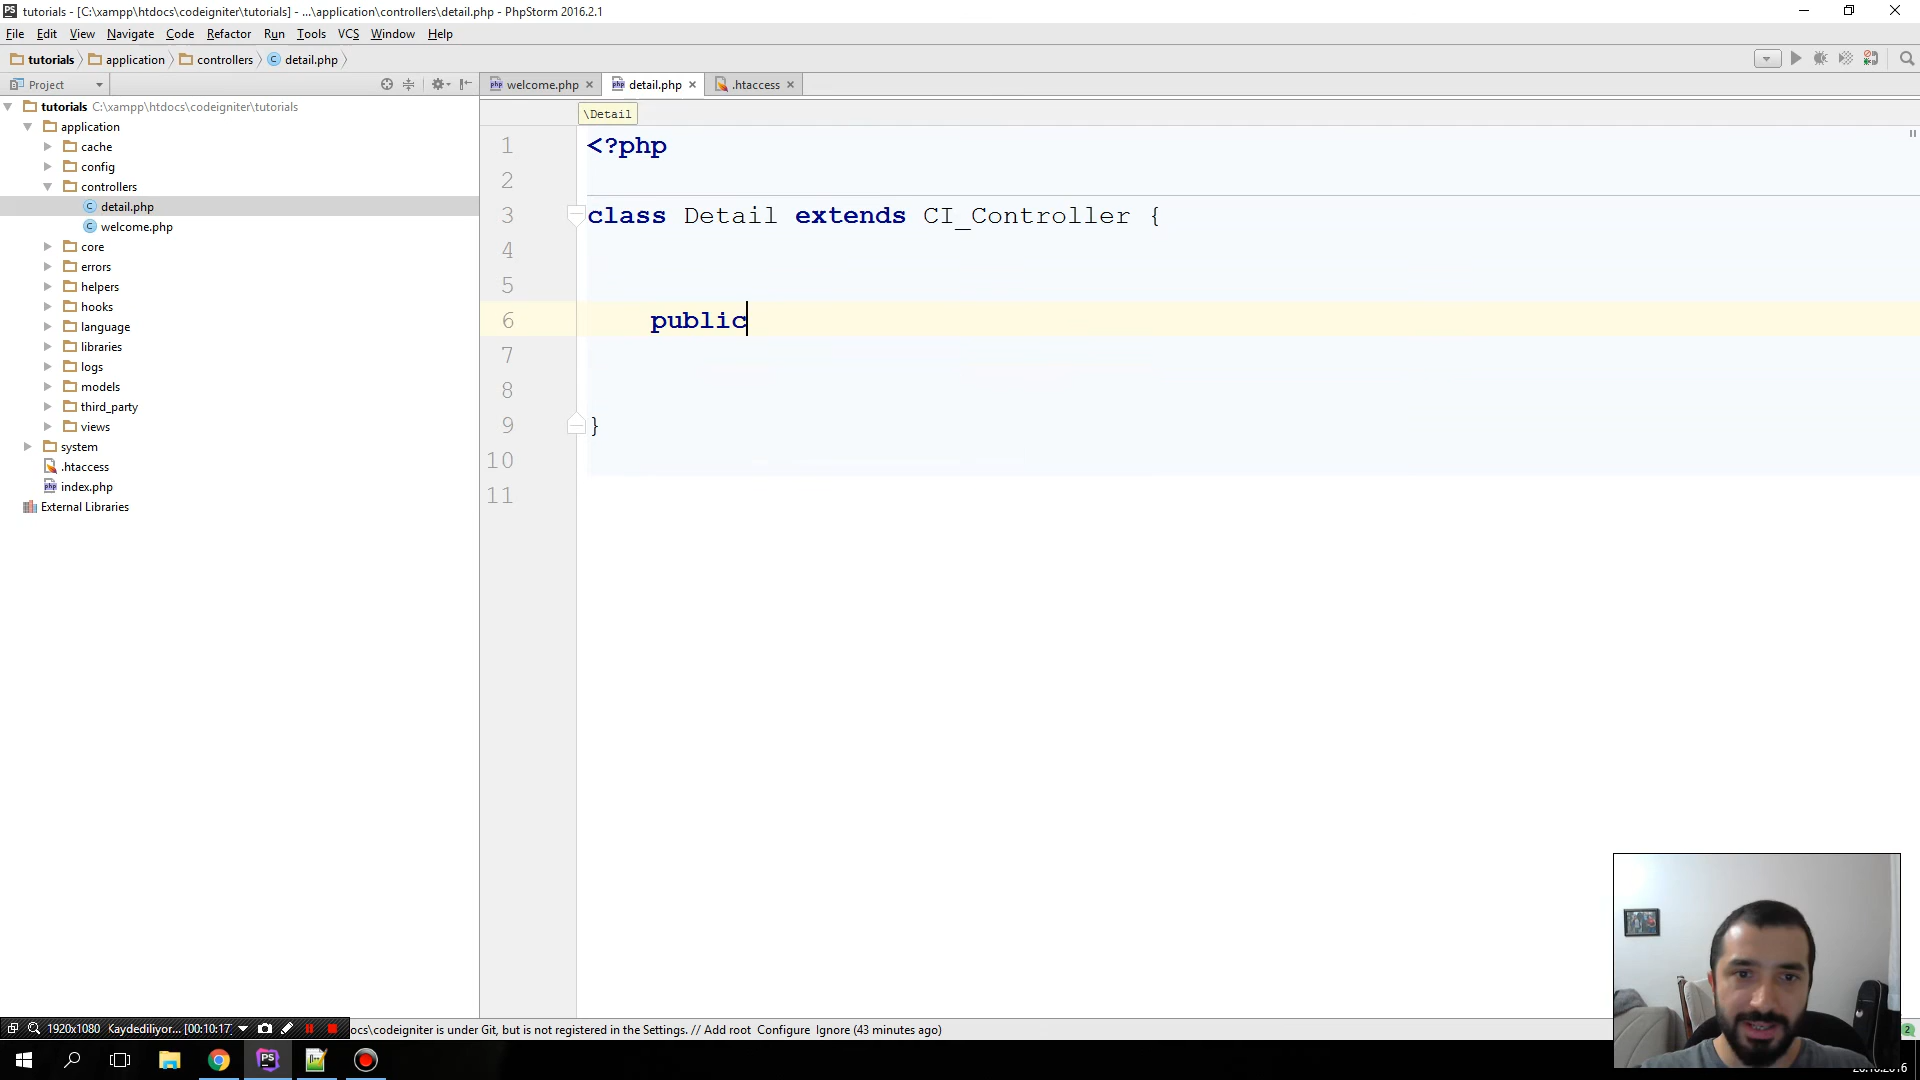 tutorials - [C:\xampp\htdocs\codeigniter\tutorials] - ...\application\controllers\detail.php - PhpStorm 2016.2.1
File Edit View Navigate Code Refactor Run Tools VCS Window Help
tutorials application controllers detail.php
Project
welcome.php detail.php .htaccess
tutorials C:\xampp\htdocs\codeigniter\tutorials
application
cache
config
controllers
detail.php
welcome.php
core
errors
helpers
hooks
language
libraries
logs
models
third_party
views
system
.htaccess
index.php
External Libraries
\Detail
1 <?php
2
3 class Detail extends CI_Controller {
4
5
6 public
7
8
9 }
10
11
1920x1080 Kaydediliyor... [00:10:17]
ocs\codeigniter is under Git, but is not registered in the Settings. // Add root Configure Ignore (43 minutes ago)
2